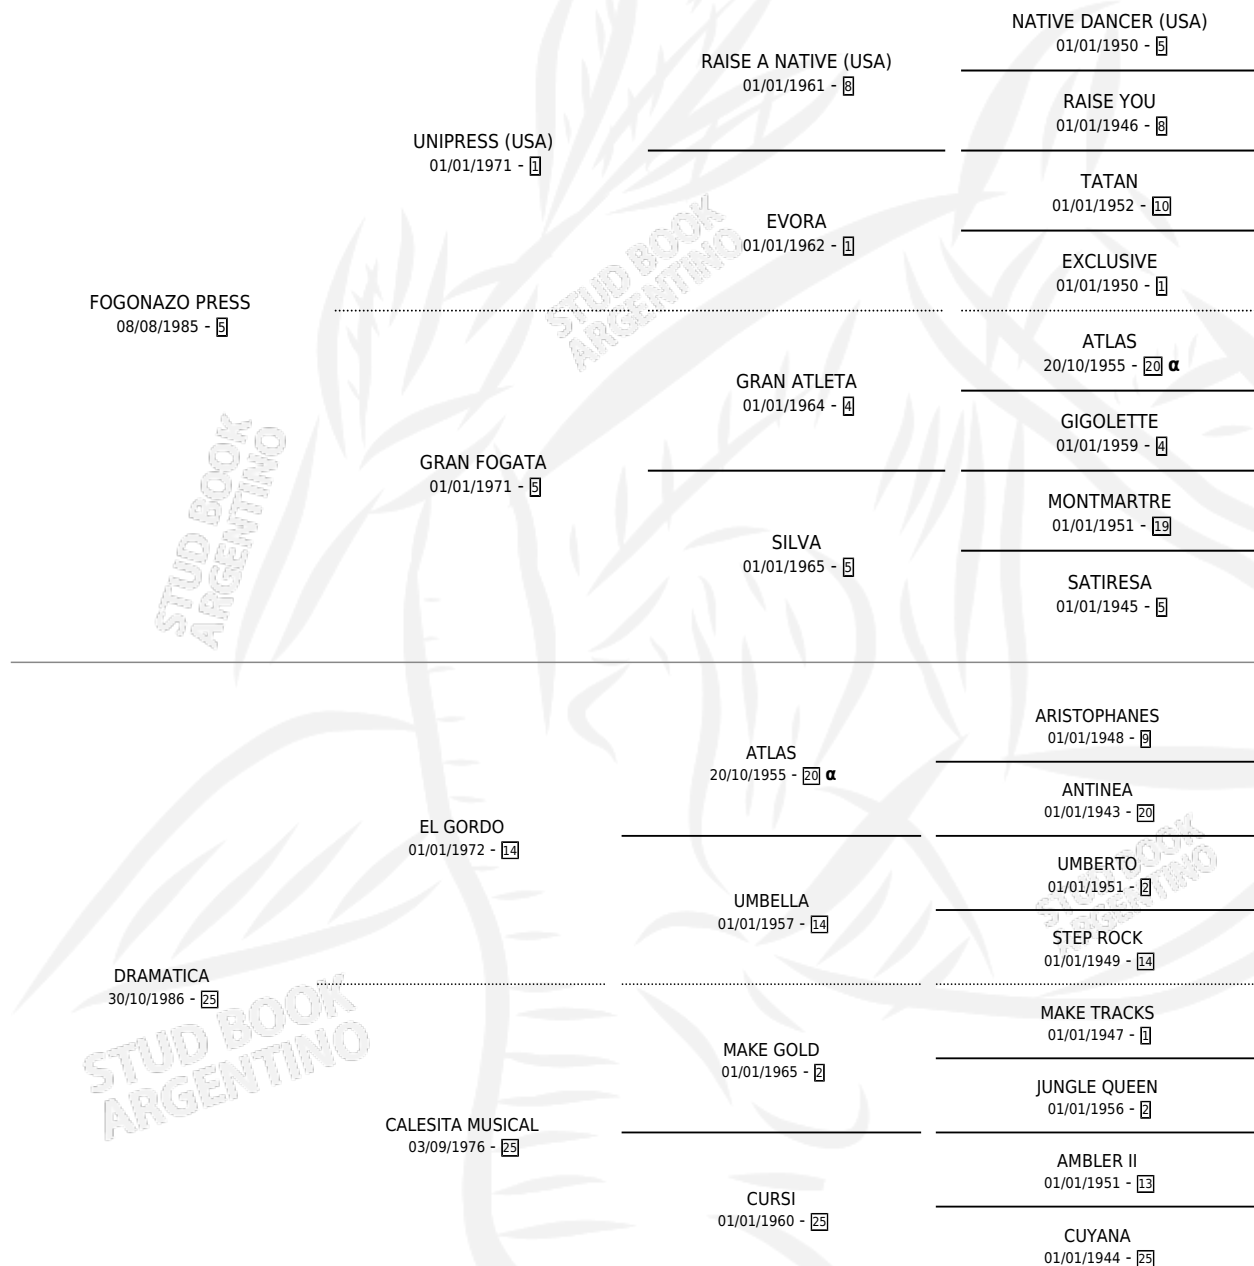 NATIVE DANCER (USA)
01/01/1950 - 5
RAISE A NATIVE (USA)
01/01/1961 - 8
RAISE YOU
01/01/1946 - 8
UNIPRESS (USA)
01/01/1971 - 1
TATAN
01/01/1952 - 10
EVORA
01/01/1962 - 1
EXCLUSIVE
01/01/1950 - 1
FOGONAZO PRESS
08/08/1985 - 5
ATLAS
20/10/1955 - 20 α
GRAN ATLETA
01/01/1964 - 4
GIGOLETTE
01/01/1959 - 4
GRAN FOGATA
01/01/1971 - 5
MONTMARTRE
01/01/1951 - 19
SILVA
01/01/1965 - 5
SATIRESA
01/01/1945 - 5
ARISTOPHANES
01/01/1948 - 9
ATLAS
20/10/1955 - 20 α
ANTINEA
01/01/1943 - 20
EL GORDO
01/01/1972 - 14
UMBERTO
01/01/1951 - 2
UMBELLA
01/01/1957 - 14
STEP ROCK
01/01/1949 - 14
DRAMATICA
30/10/1986 - 25
MAKE TRACKS
01/01/1947 - 1
MAKE GOLD
01/01/1965 - 2
JUNGLE QUEEN
01/01/1956 - 2
CALESITA MUSICAL
03/09/1976 - 25
AMBLER II
01/01/1951 - 13
CURSI
01/01/1960 - 25
CUYANA
01/01/1944 - 25
STUD BOOK
ARGENTINO
STUD BOOK
ARGENTINO
STUD BOOK
ARGENTINO
STUD BOOK
ARGENTINO